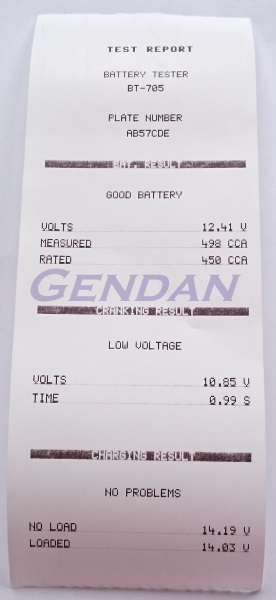 TEST REPORT
BATTERY TESTER
BT-705
PLATE NUMBER
AB57CDE
BAT. RESULT
GOOD BATTERY
VOLTS 12.41 V
MEASURED 498 CCA
RATED 450 CCA
GENDAN
CRANKING RESULT
LOW VOLTAGE
VOLTS 10.85 V
TIME 0.99 S
CHARGING RESULT
NO PROBLEMS
NO LOAD 14.19 V
LOADED 14.03 V